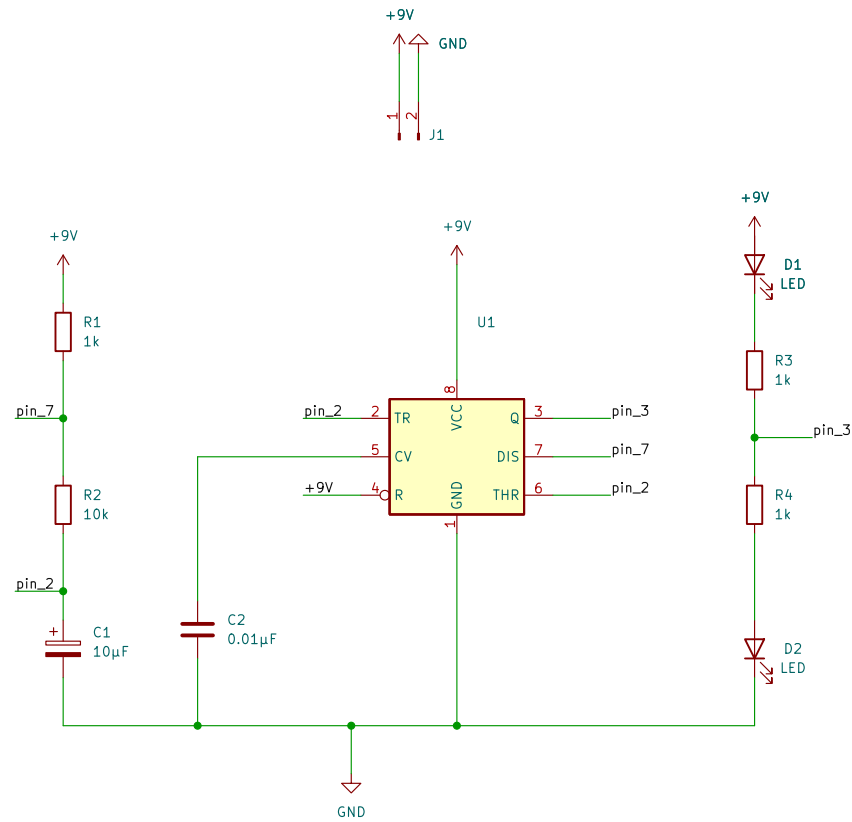 +9V
GND
1
2
J1
+9V
+9V
+9V
D1
LED
R1
1k
U1
R3
1k
8
VCC
pin_7
pin_2
2
TR
Q
3
pin_3
pin_3
5
CV
DIS
7
pin_7
+9V
4
R
GND
THR
6
pin_2
1
R2
10k
R4
1k
pin_2
C1
10µF
+
C2
0.01µF
D2
LED
GND